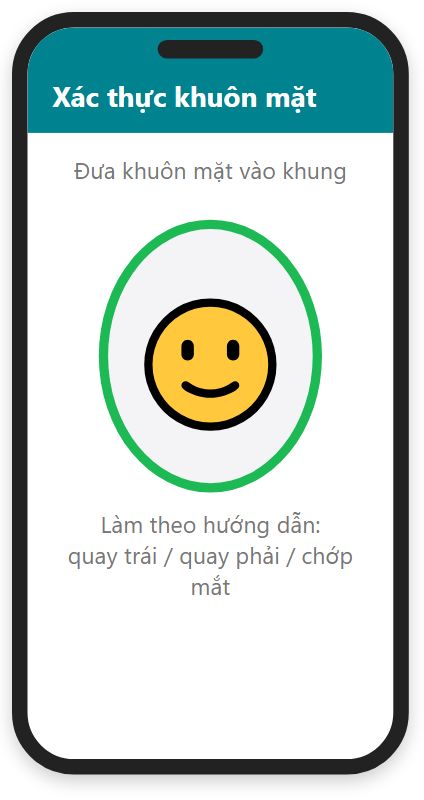 Xác thực khuôn mặt
Đưa khuôn mặt vào khung
Làm theo hướng dẫn:
quay trái / quay phải / chớp
mắt